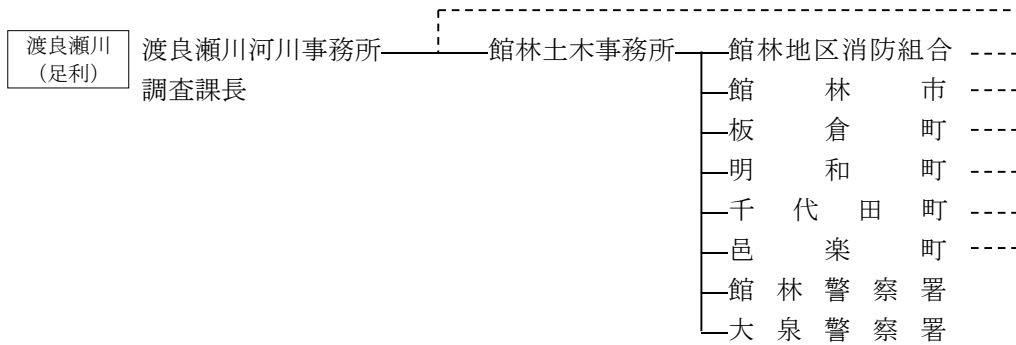 渡良瀬川
（足利）
渡良瀬川河川事務所
調査課長
館林土木事務所
館林地区消防組合
館林市
板倉町
明和町
千代田町
邑楽町
館林警察署
大泉警察署